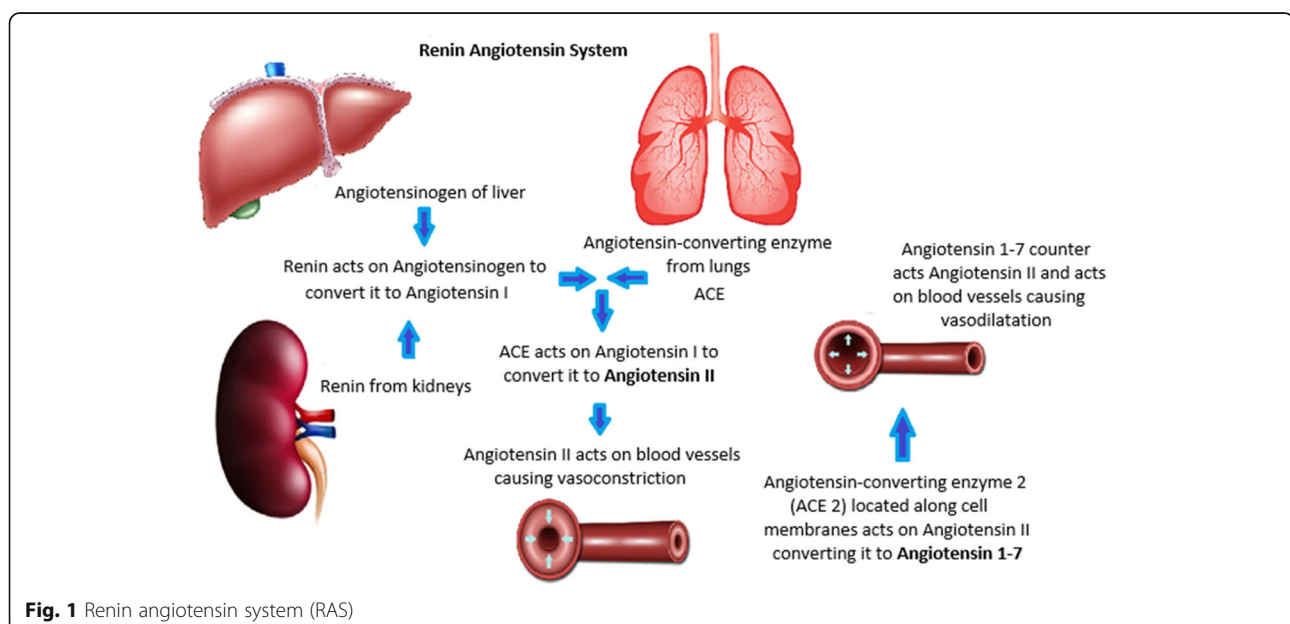 Renin Angiotensin System
Angiotensinogen of liver
Renin acts on Angiotensinogen to
convert it to Angiotensin I
Renin from kidneys
Angiotensin-converting enzyme
from lungs
ACE
ACE acts on Angiotensin I to
convert it to Angiotensin II
Angiotensin II acts on blood vessels
causing vasoconstriction
Angiotensin 1-7 counter
acts Angiotensin II and acts
on blood vessels causing
vasodilatation
Angiotensin-converting enzyme 2
(ACE 2) located along cell
membranes acts on Angiotensin II
converting it to Angiotensin 1-7
Fig. 1 Renin angiotensin system (RAS)